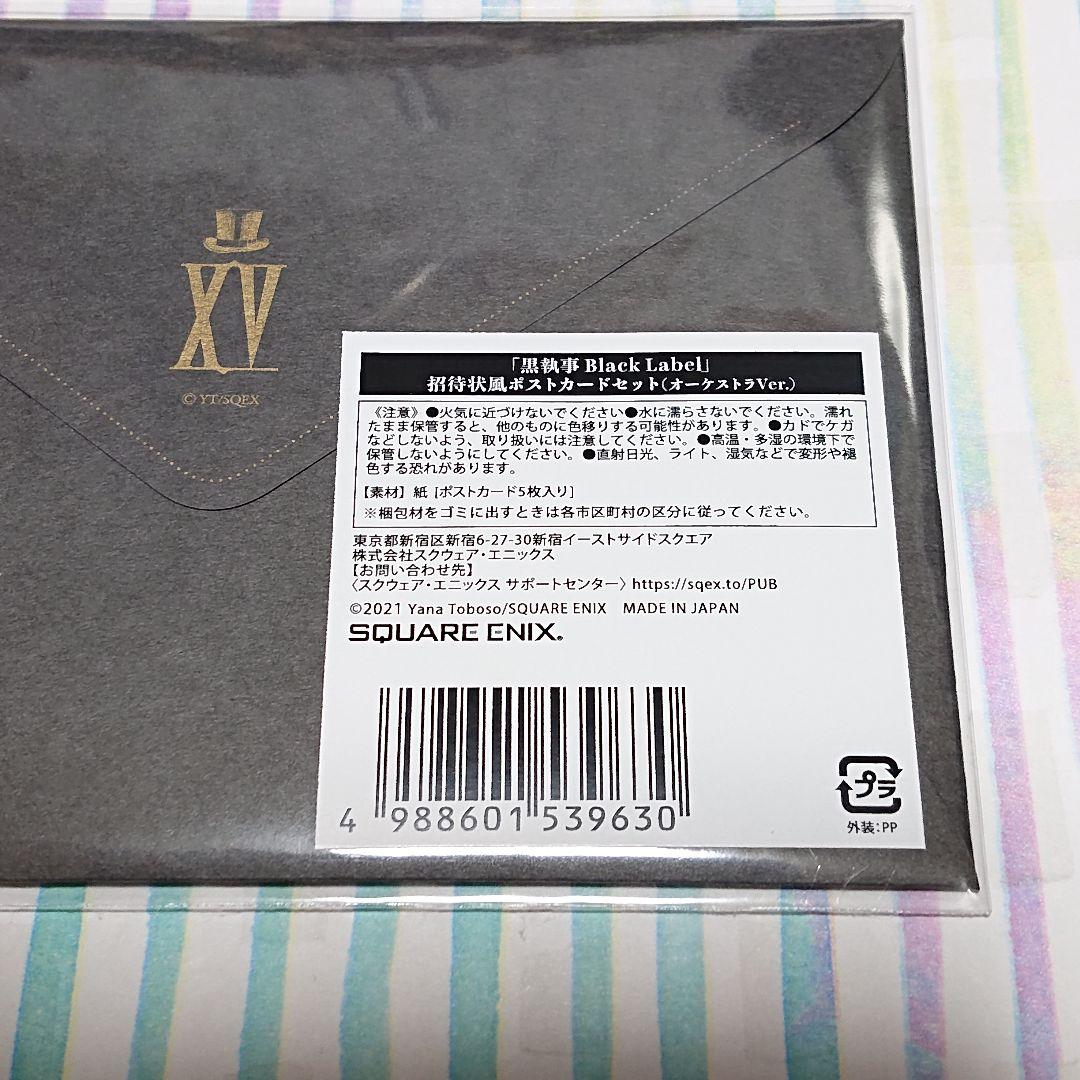 XV
© YT/SQEX
「黒執事 Black Label」
招待状風ポストカードセット(オーケストラVer.)
《注意》●火気に近づけないでください●水に濡らさないでください。濡れ
たまま保管すると、他のものに色移りする可能性があります。●カドでケガ
などしないよう、取り扱いには注意してください。●高温・多湿の環境下で
保管しないようにしてください。●直射日光、ライト、湿気などで変形や褪
色する恐れがあります。
【素材】紙 [ポストカード5枚入り]
※梱包材をゴミに出すときは各市区町村の区分に従ってください。
東京都新宿区新宿6-27-30新宿イーストサイドスクエア
株式会社スクウェア・エニックス
【お問い合わせ先】
〈スクウェア・エニックス サポートセンター〉https://sqex.to/PUB
©2021 Yana Toboso/SQUARE ENIX MADE IN JAPAN
SQUARE ENIX®
4 988601 539630
プラ
外装:PP